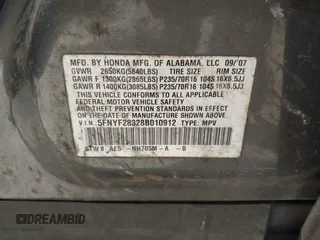 MFD. BY HONDA MFG. OF ALABAMA, LLC 09/'07
GVWR 2650KG(5840LBS) TIRE SIZE RIM SIZE
GAWR F 1300KG(2865LBS) P235/70R16 104S 16X6.5JJ
GAWR R 1400KG(3085LBS) P235/70R16 104S 16X6.5JJ
THIS VEHICLE CONFORMS TO ALL APPLICABLE
FEDERAL MOTOR VEHICLE SAFETY
AND THEFT PREVENTION STANDARDS IN EFFECT ON
THE DATE OF MANUFACTURE SHOWN ABOVE.
V.I.N. 5FNYF28328B010912 TYPE: MPV
STW8 AE5 - NH705M - A - B
DREAMBID